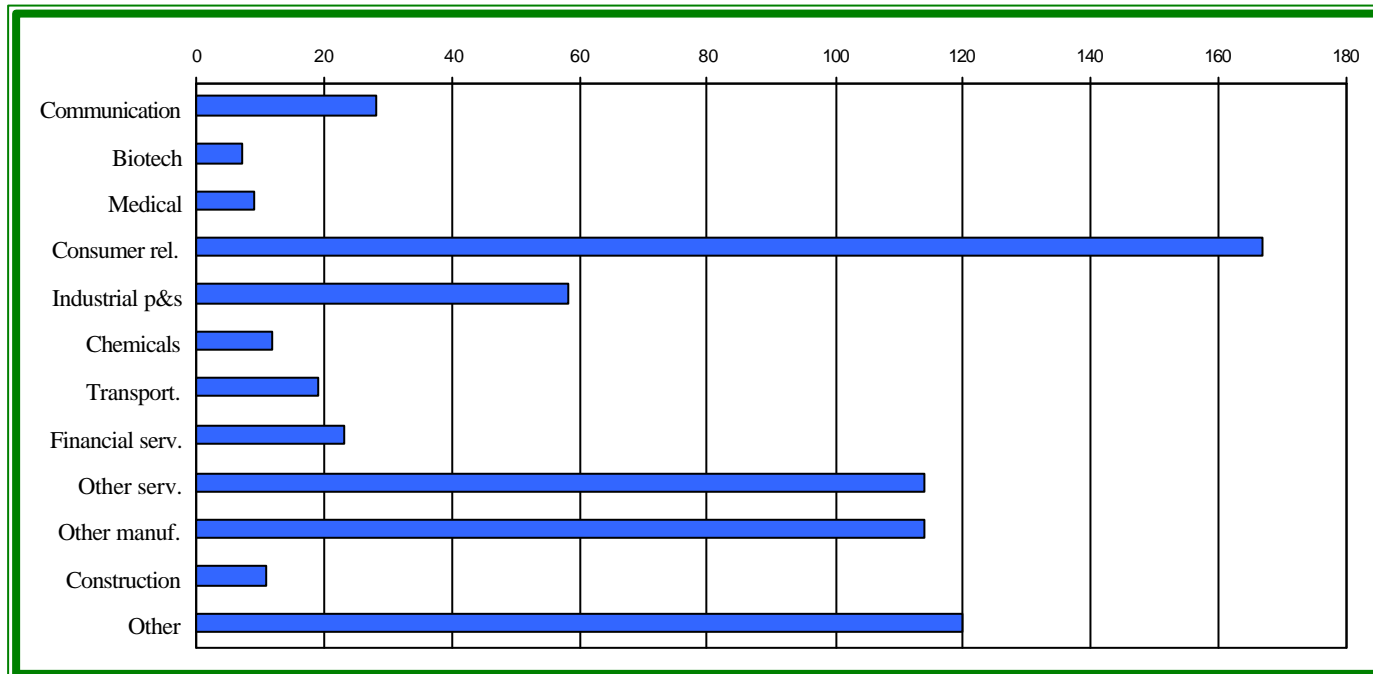 0 20 40 60 80 100 120 140 160 180
Communication
Biotech
Medical
Consumer rel.
Industrial p&s
Chemicals
Transport.
Financial serv.
Other serv.
Other manuf.
Construction
Other